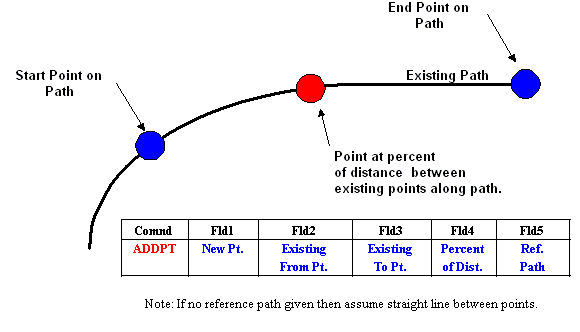 End Point on
Path
Start Point on
Path
Existing Path
Point at percent
of distance between
existing points along path.
Comnd Fld1 Fld2 Fld3 Fld4 Fld5
ADDPT New Pt. Existing Existing Percent Ref.
From Pt. To Pt. of Dist. Path
Note: If no reference path given then assume straight line between points.